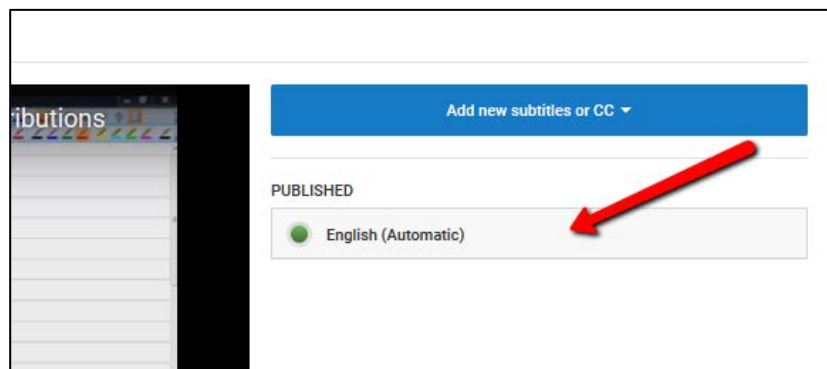 ributions
Add new subtitles or CC
PUBLISHED
English (Automatic)